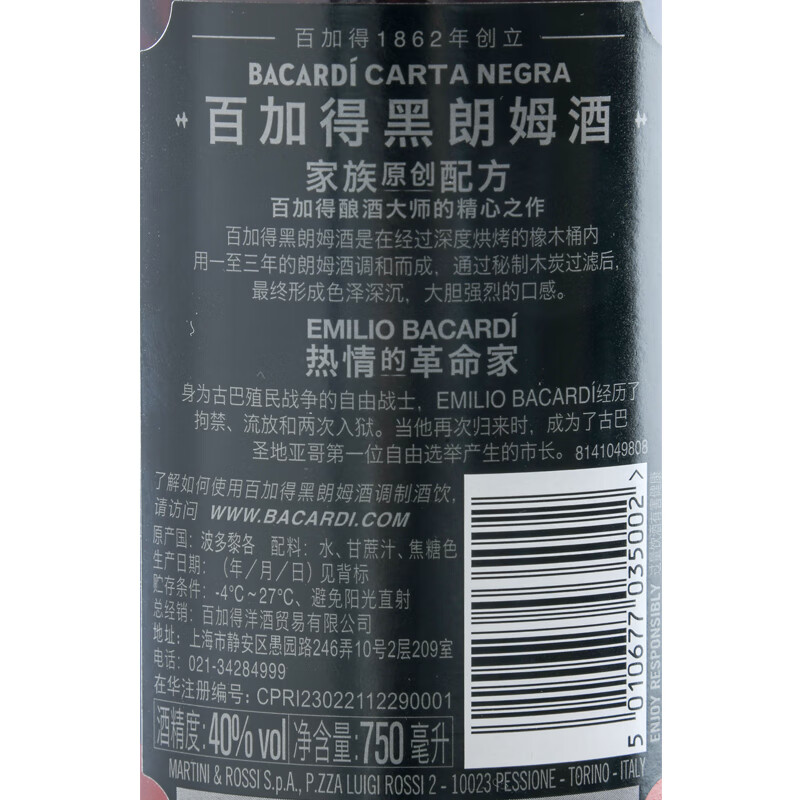 百加得1862年创立
BACARDÍ CARTA NEGRA
百加得黑朗姆酒
家族原创配方
百加得酿酒大师的精心之作
百加得黑朗姆酒是在经过深度烘烤的橡木桶内
用一至三年的朗姆酒调和而成，通过秘制木炭过滤后，
最终形成色泽深沉，大胆强烈的口感。
EMILIO BACARDÍ
热情的革命家
身为古巴殖民战争的自由战士，EMILIO BACARDÍ经历了
拘禁、流放和两次入狱。当他再次归来时，成为了古巴
圣地亚哥第一位自由选举产生的市长。 8141049808
了解如何使用百加得黑朗姆酒调制酒饮，
请访问 WWW.BACARDI.COM
原产国：波多黎各 配料：水、甘蔗汁、焦糖色
生产日期：（年/月/日）见背标
贮存条件：-4℃~27℃、避免阳光直射
总经销：百加得洋酒贸易有限公司
地址：上海市静安区愚园路246弄10号2层209室
电话：021-34284999
在华注册编号：CPRI23022112290001
酒精度：40% vol 净含量：750 毫升
MARTINI & ROSSI S.p.A., P.ZZA LUIGI ROSSI 2 - 10023 PESSIONE - TORINO - ITALY
5 010677 035002 >
ENJOY RESPONSIBLY 过量饮酒有害健康